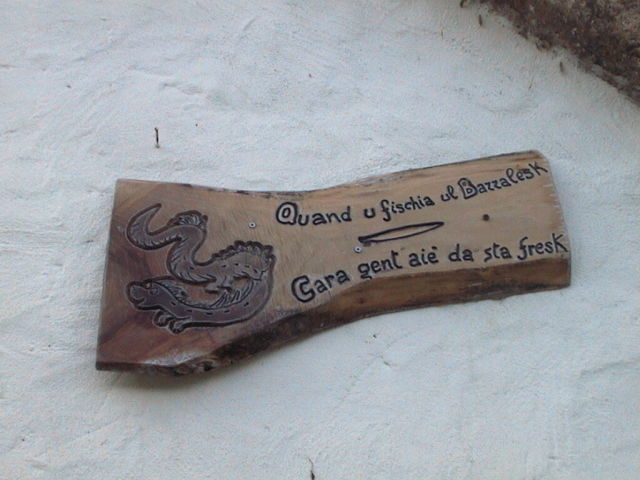 Quand u fischia ul Bazzalesk
Cara gent aie da sta fresk